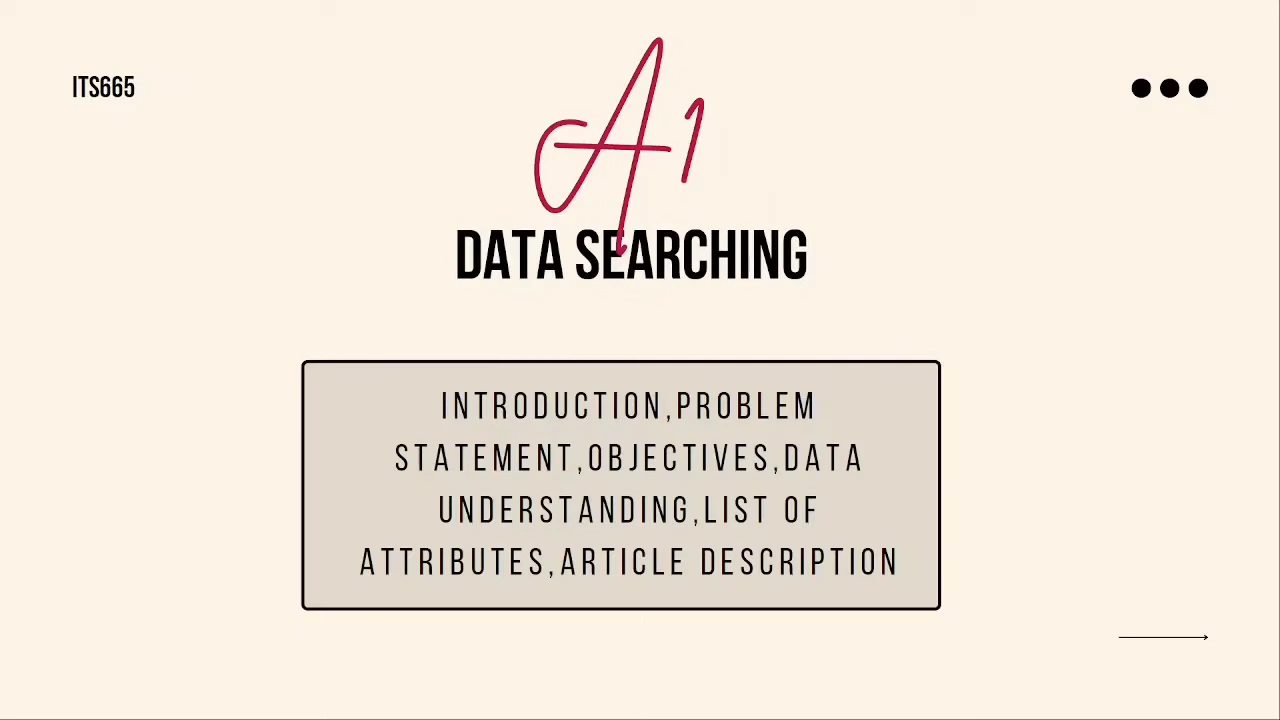 ITS665
A1
DATA SEARCHING
INTRODUCTION,PROBLEM
STATEMENT,OBJECTIVES,DATA
UNDERSTANDING,LIST OF
ATTRIBUTES,ARTICLE DESCRIPTION